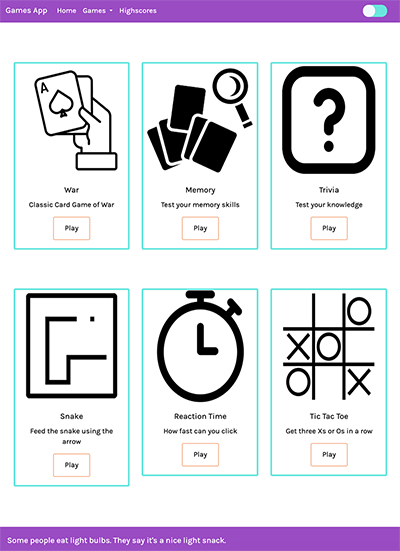 Games App Home Games Highscores
A
War
Classic Card Game of War
Play
Memory
Test your memory skills
Play
?
Trivia
Test your knowledge
Play
Snake
Feed the snake using the
arrow
Play
Reaction Time
How fast can you click
Play
O
X O
O X
Tic Tac Toe
Get three Xs or Os in a row
Play
Some people eat light bulbs. They say it's a nice light snack.